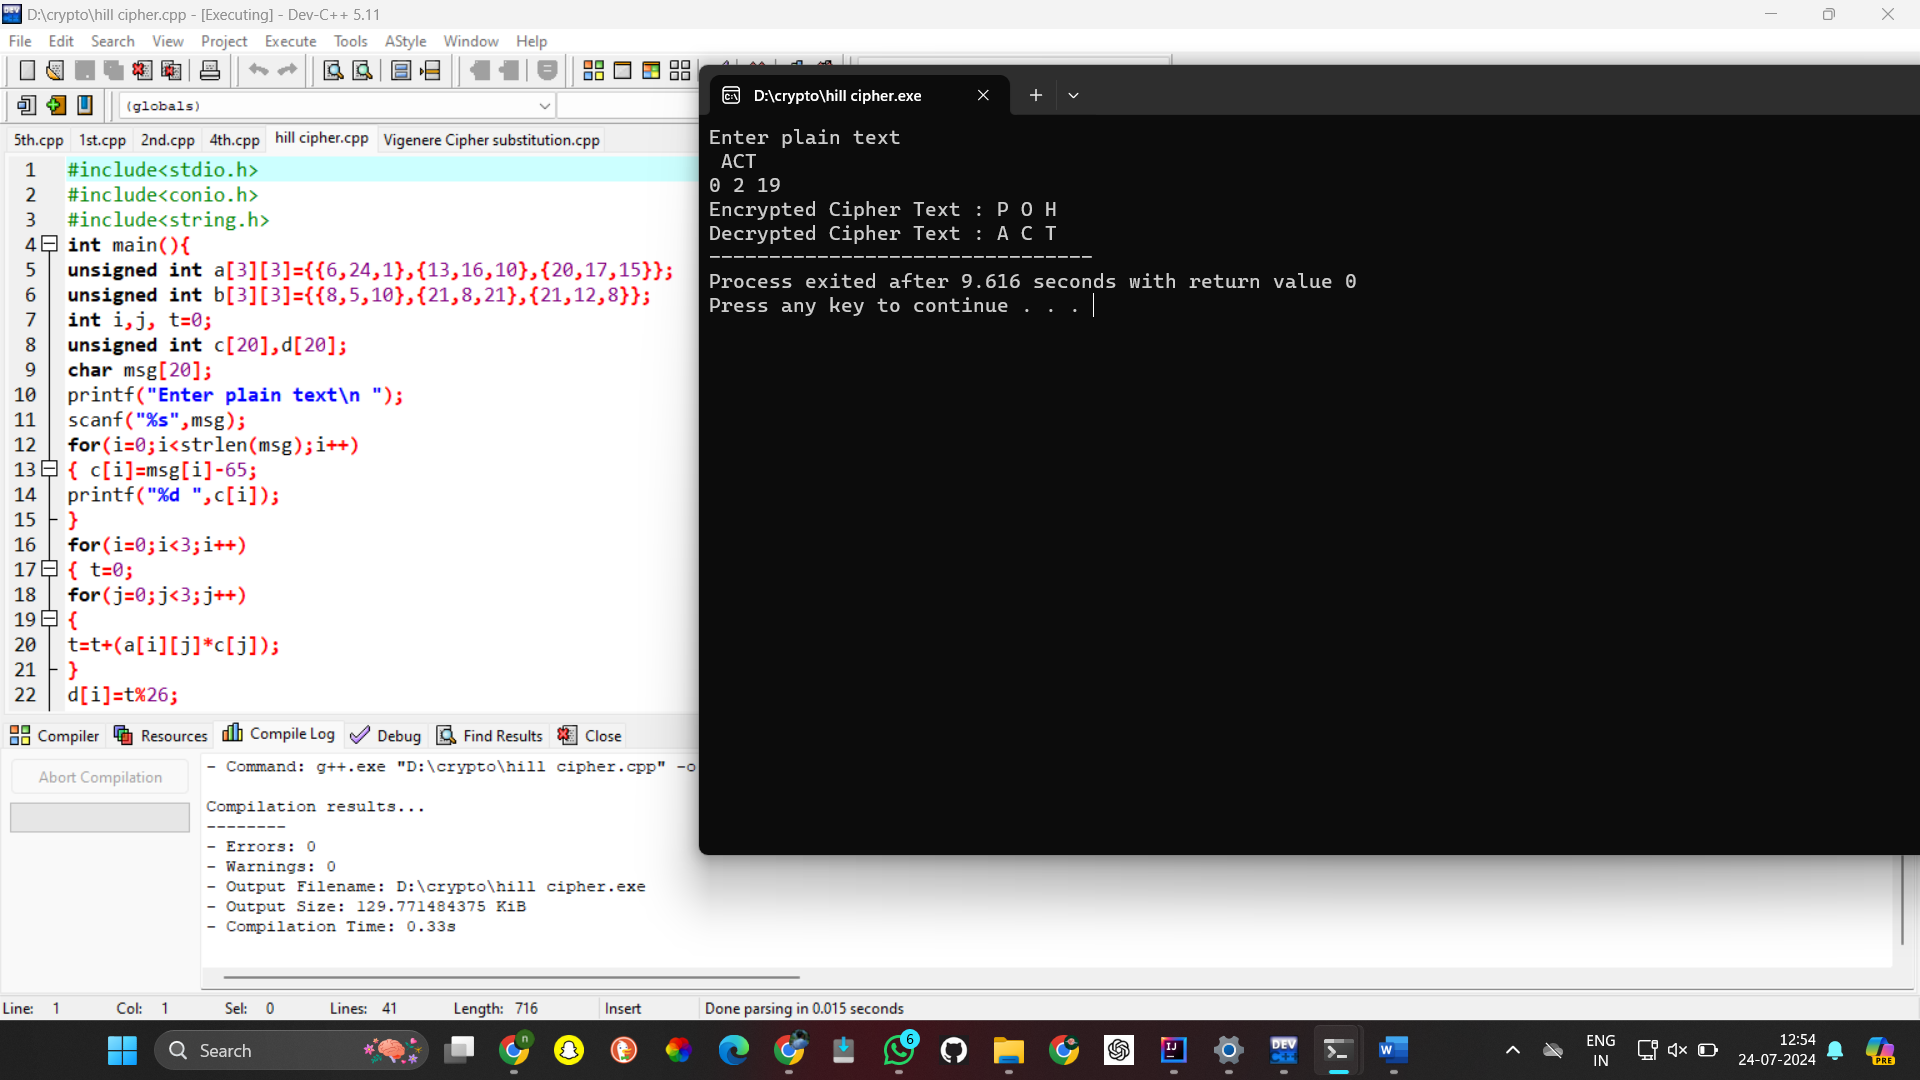 D:\crypto\hill cipher.cpp - [Executing] - Dev-C++ 5.11
File Edit Search View Project Execute Tools AStyle Window Help
(globals)
5th.cpp 1st.cpp 2nd.cpp 4th.cpp hill cipher.cpp Vigenere Cipher substitution.cpp
1 #include<stdio.h>
2 #include<conio.h>
3 #include<string.h>
4 int main(){
5 unsigned int a[3][3]={{6,24,1},{13,16,10},{20,17,15}};
6 unsigned int b[3][3]={{8,5,10},{21,8,21},{21,12,8}};
7 int i,j, t=0;
8 unsigned int c[20],d[20];
9 char msg[20];
10 printf("Enter plain text\n ");
11 scanf("%s",msg);
12 for(i=0;i<strlen(msg);i++)
13 { c[i]=msg[i]-65;
14 printf("%d ",c[i]);
15 }
16 for(i=0;i<3;i++)
17 { t=0;
18 for(j=0;j<3;j++)
19 {
20 t=t+(a[i][j]*c[j]);
21 }
22 d[i]=t%26;
D:\crypto\hill cipher.exe
Enter plain text
ACT
0 2 19
Encrypted Cipher Text : P O H
Decrypted Cipher Text : A C T
--------------------------------
Process exited after 9.616 seconds with return value 0
Press any key to continue . . .
Compiler Resources Compile Log Debug Find Results Close
Abort Compilation
- Command: g++.exe "D:\crypto\hill cipher.cpp" -o
Compilation results...
--------
- Errors: 0
- Warnings: 0
- Output Filename: D:\crypto\hill cipher.exe
- Output Size: 129.771484375 KiB
- Compilation Time: 0.33s
Line: 1 Col: 1 Sel: 0 Lines: 41 Length: 716 Insert Done parsing in 0.015 seconds
Search
n
6
IJ
DEV
W
PRE
ENG
IN
12:54
24-07-2024